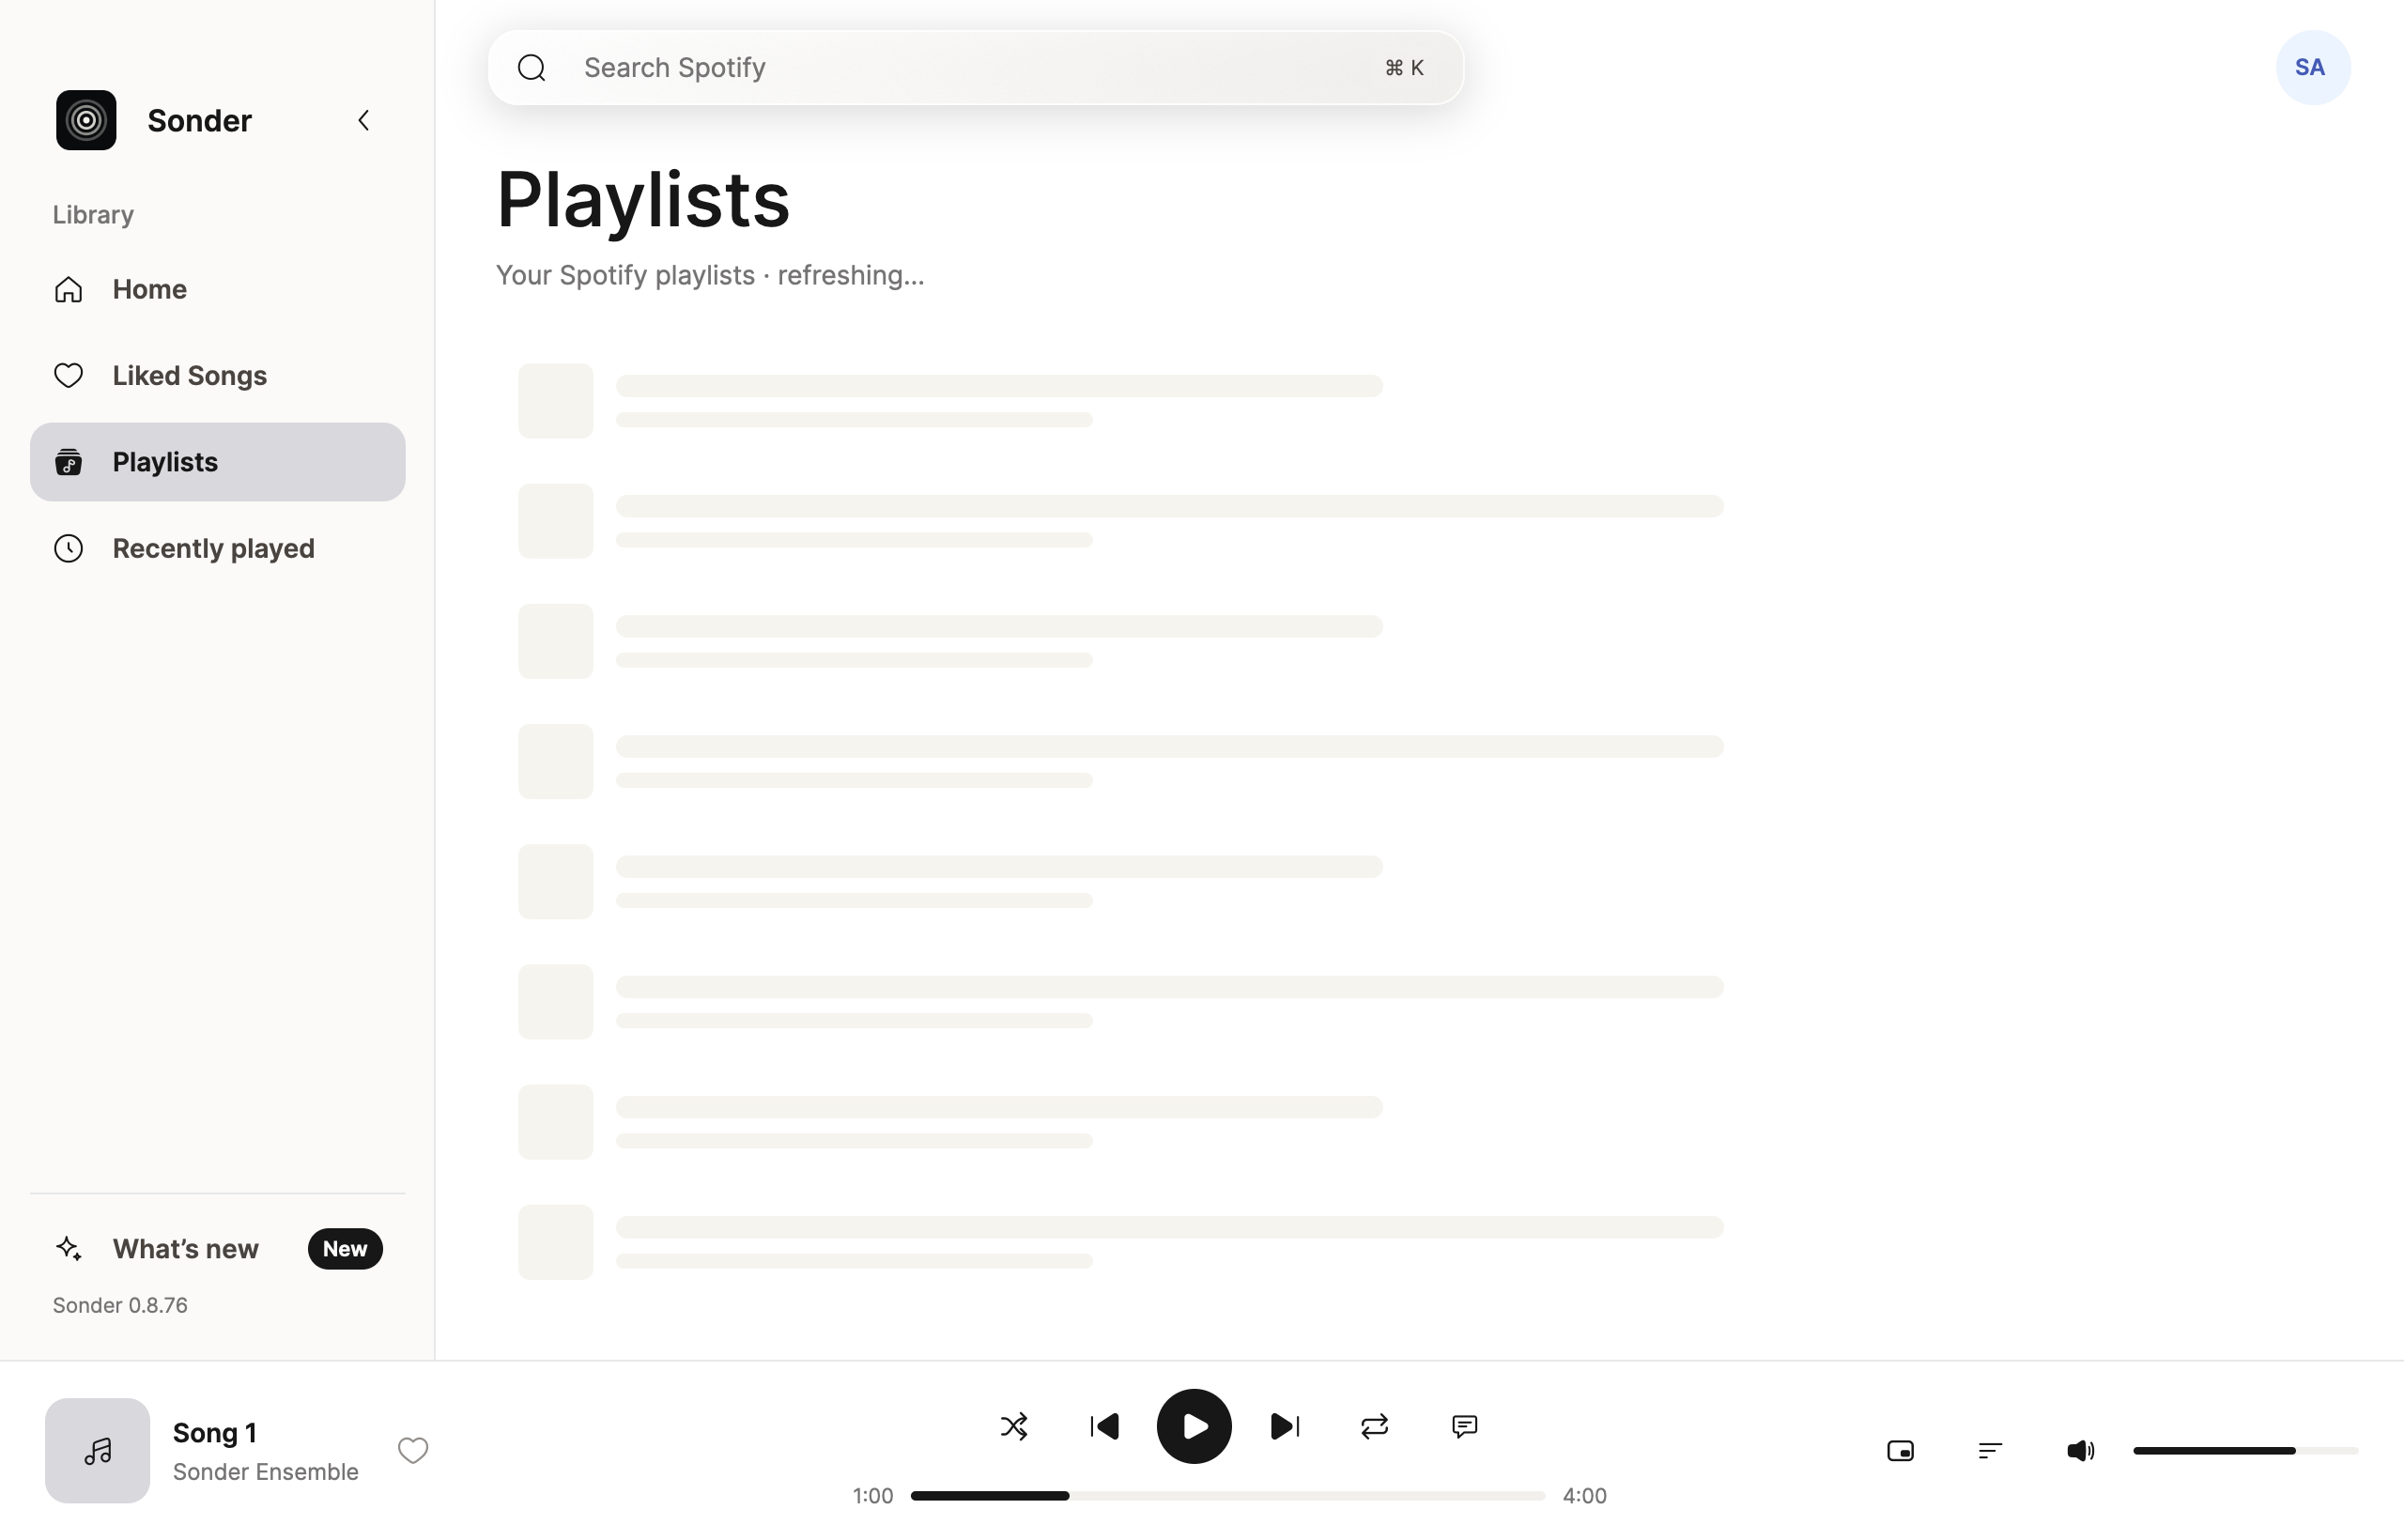 Search Spotify
⌘ K
SA
Sonder
Library
Home
Liked Songs
Playlists
Recently played
What’s new
New
Sonder 0.8.76
Playlists
Your Spotify playlists · refreshing...
Song 1
Sonder Ensemble
1:00
4:00